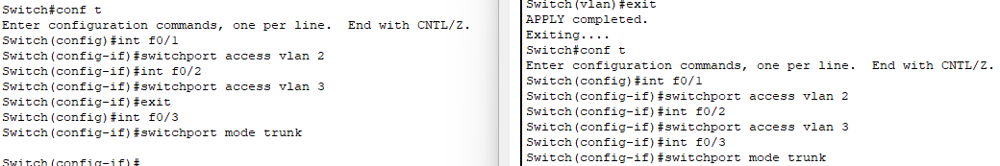 Switch#conf t
Enter configuration commands, one per line.  End with CNTL/Z.
Switch(config)#int f0/1
Switch(config-if)#switchport access vlan 2
Switch(config-if)#int f0/2
Switch(config-if)#switchport access vlan 3
Switch(config-if)#exit
Switch(config)#int f0/3
Switch(config-if)#switchport mode trunk
Switch(config-if)#
Switch(vlan)#exit
APPLY completed.
Exiting....
Switch#conf t
Enter configuration commands, one per line.  End with CNTL/Z.
Switch(config)#int f0/1
Switch(config-if)#switchport access vlan 2
Switch(config-if)#int f0/2
Switch(config-if)#switchport access vlan 3
Switch(config-if)#int f0/3
Switch(config-if)#switchport mode trunk